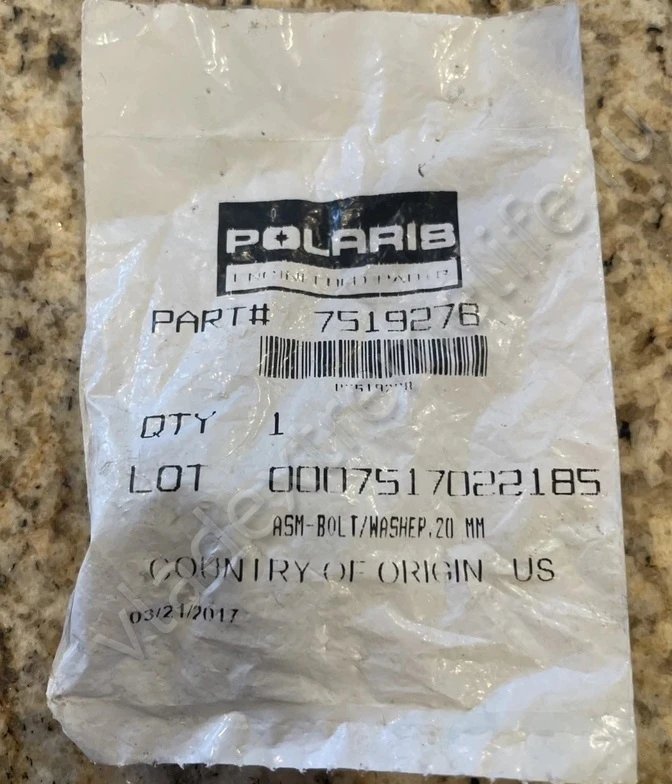 POLARIS
ENGINEERED PARTS
PART# 7519278
QTY 1
LOT 0007517022185
ASM-BOLT/WASHER,20 MM
COUNTRY OF ORIGIN US
03/21/2017